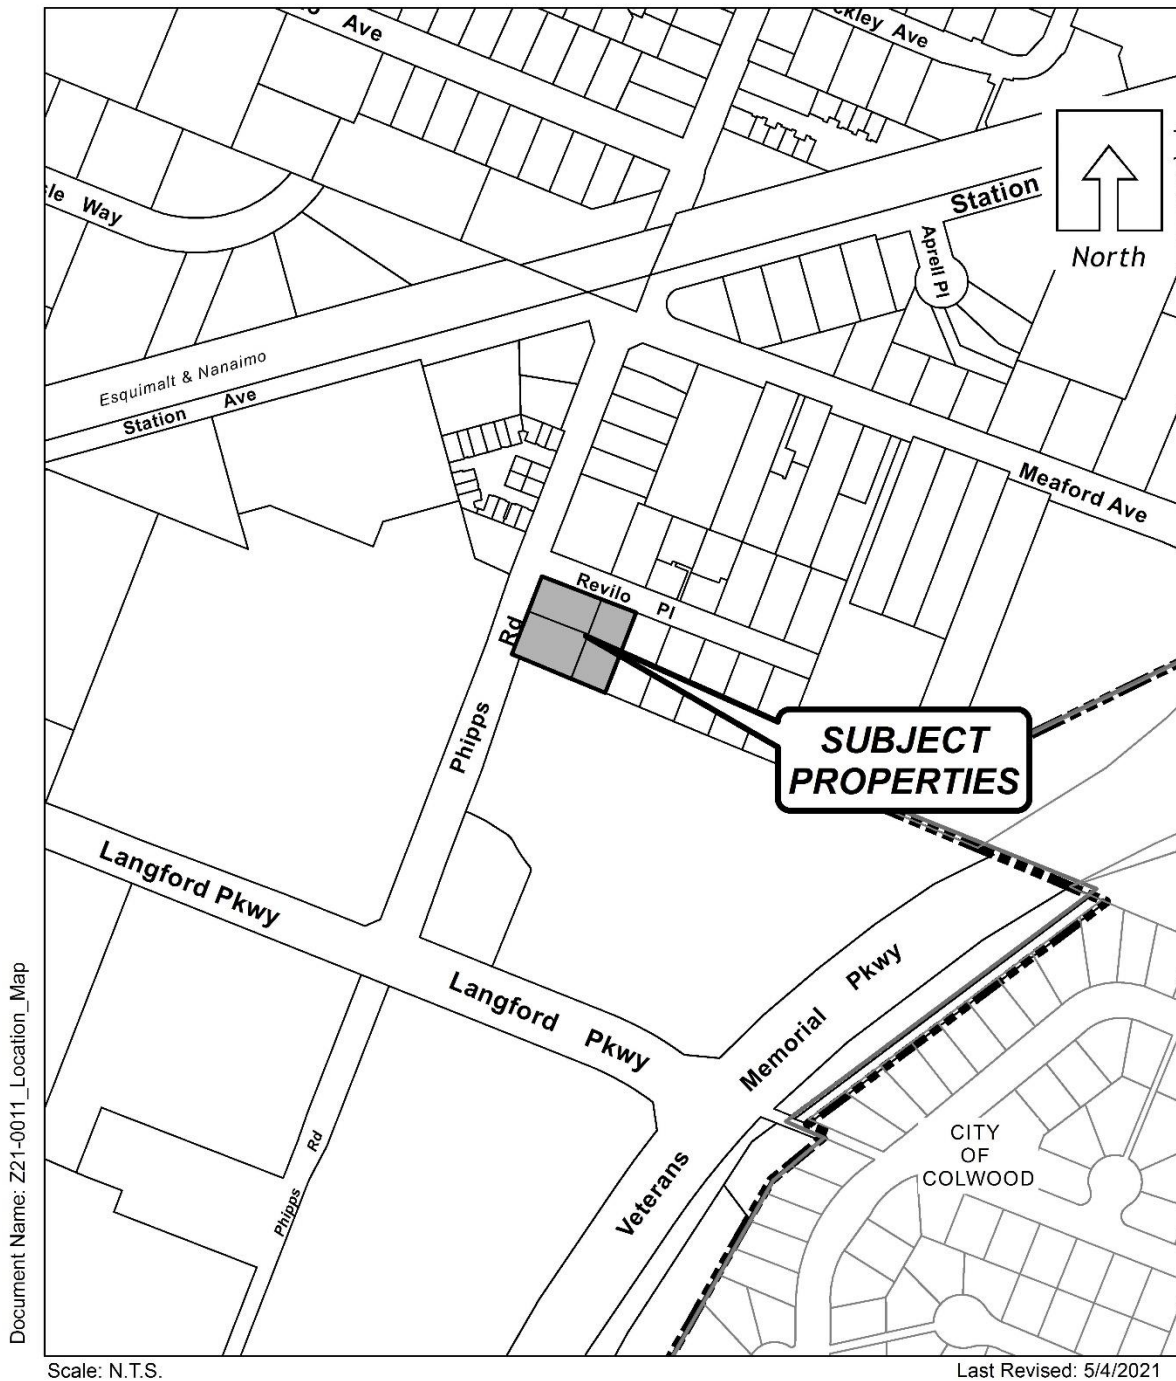 Ave
ckley Ave
sle Way
Station
North
Aprell Pl
Esquimalt & Nanaimo
Station Ave
Meaford Ave
Revilo Pl
Phipps Rd
SUBJECT
PROPERTIES
Langford Pkwy
Langford Pkwy
Veterans Memorial Pkwy
Phipps Rd
CITY
OF
COLWOOD
Document Name: Z21-0011_Location_Map
Scale: N.T.S.
Last Revised: 5/4/2021